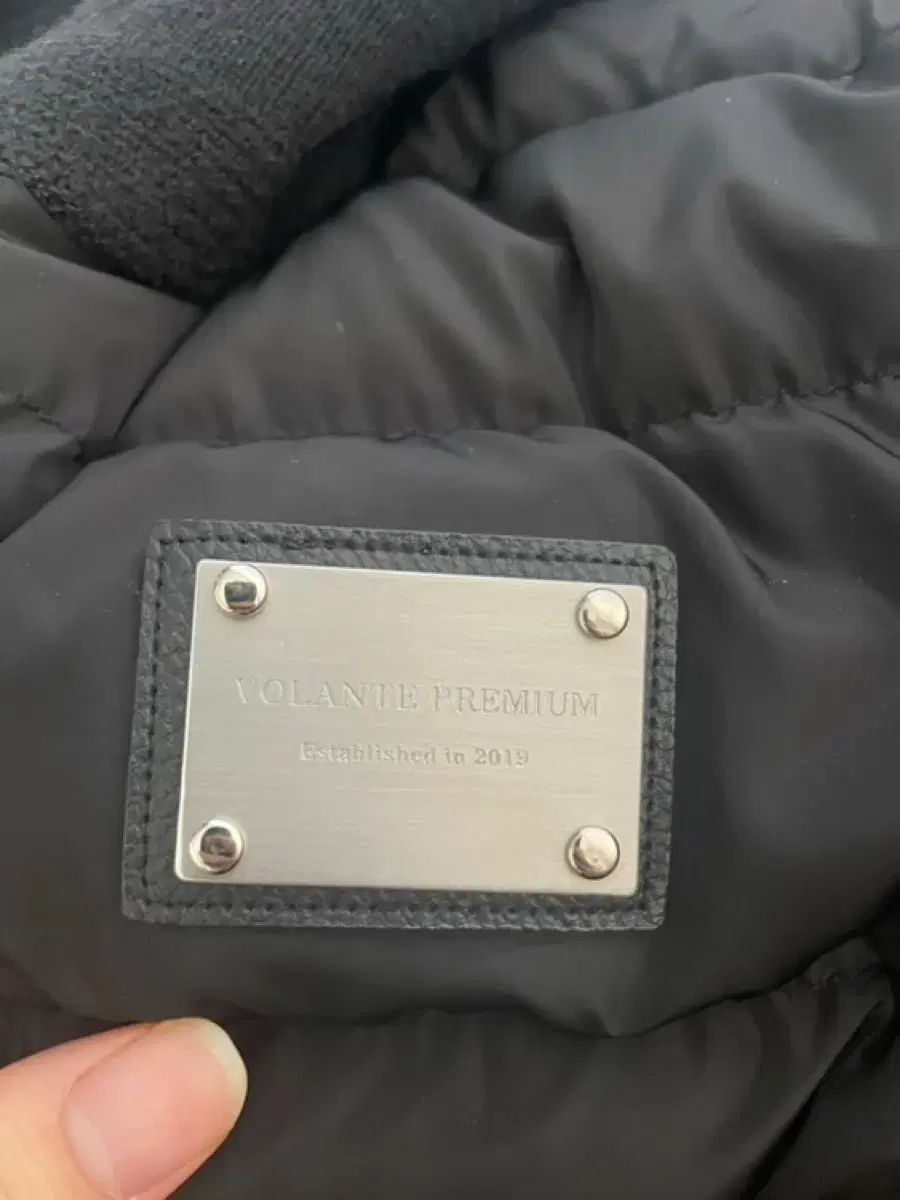 VOLANTE PREMIUM
Established in 2019